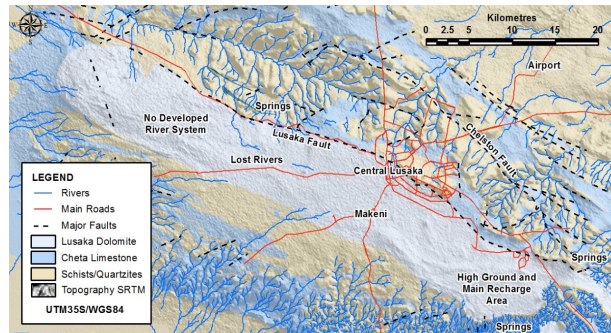 Kilometres
0 2.5 5 10 15 20
Airport
No Developed
River System
Springs
Lusaka Fault
Chelston Fault
Lost Rivers
Central Lusaka
Makeni
Springs
High Ground and
Main Recharge
Area
Springs
LEGEND
Rivers
Main Roads
Major Faults
Lusaka Dolomite
Cheta Limestone
Schists/Quartzites
Topography SRTM
UTM35S/WGS84